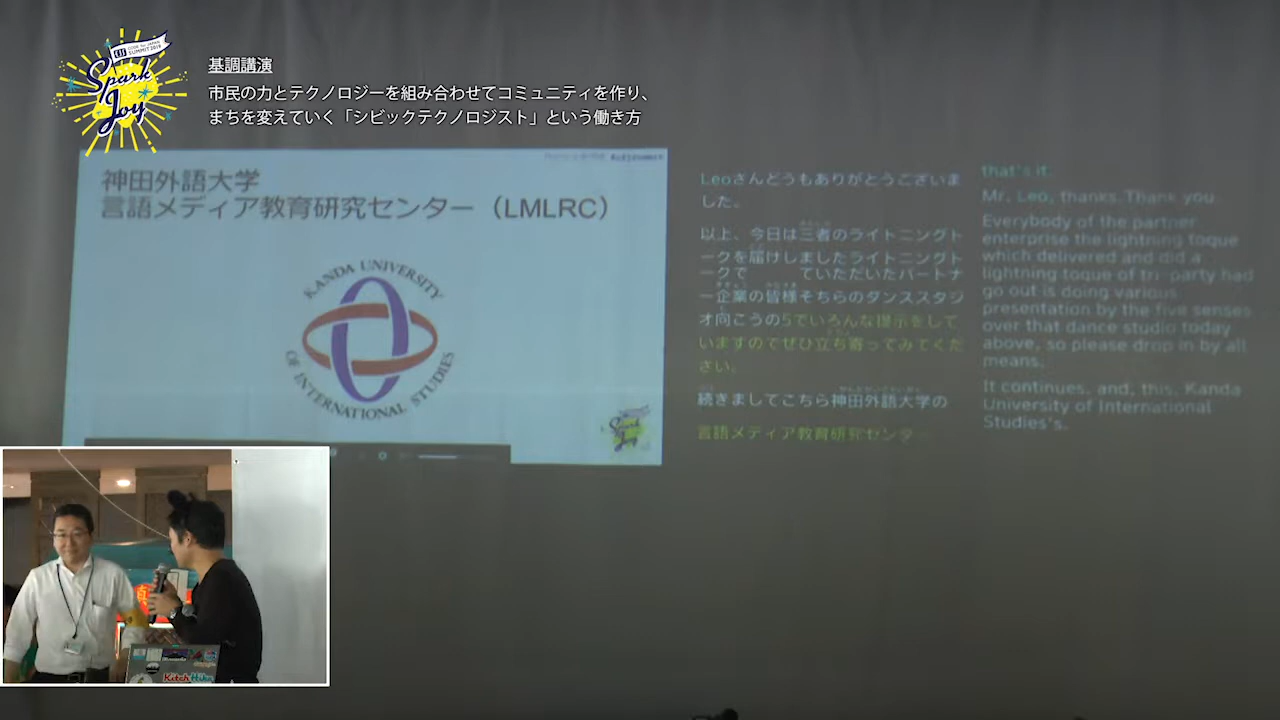 CODE for JAPAN
SUMMIT 2019
Spark
Joy
基調講演
市民の力とテクノロジーを組み合わせてコミュニティを作り、
まちを変えていく「シビックテクノロジスト」という働き方
神田外語大学
言語メディア教育研究センター（LMLRC）
KANDA UNIVERSITY
OF INTERNATIONAL STUDIES
Spark
Joy
Leoさんどうもありがとうございま
した。
以上、今日は三者のライトニングト
ークを届けしましたライトニングト
ークで ていただいたパートナ
ー企業の皆様そちらのダンススタジ
オ向こうの5でいろんな提示をして
いますのでぜひ立ち寄ってみてくだ
さい。
続きましてこちら神田外語大学の
言語メディア教育研究センタ
that's it.
Mr. Leo, thanks.Thank you.
Everybody of the partner
enterprise the lightning toque
which delivered and did a
lightning toque of tri-party had
go out is doing various
presentation by the five senses
over that dance studio today
above, so please drop in by all
means.
It continues, and, this, Kanda
University of International
Studies's.
KitchHike